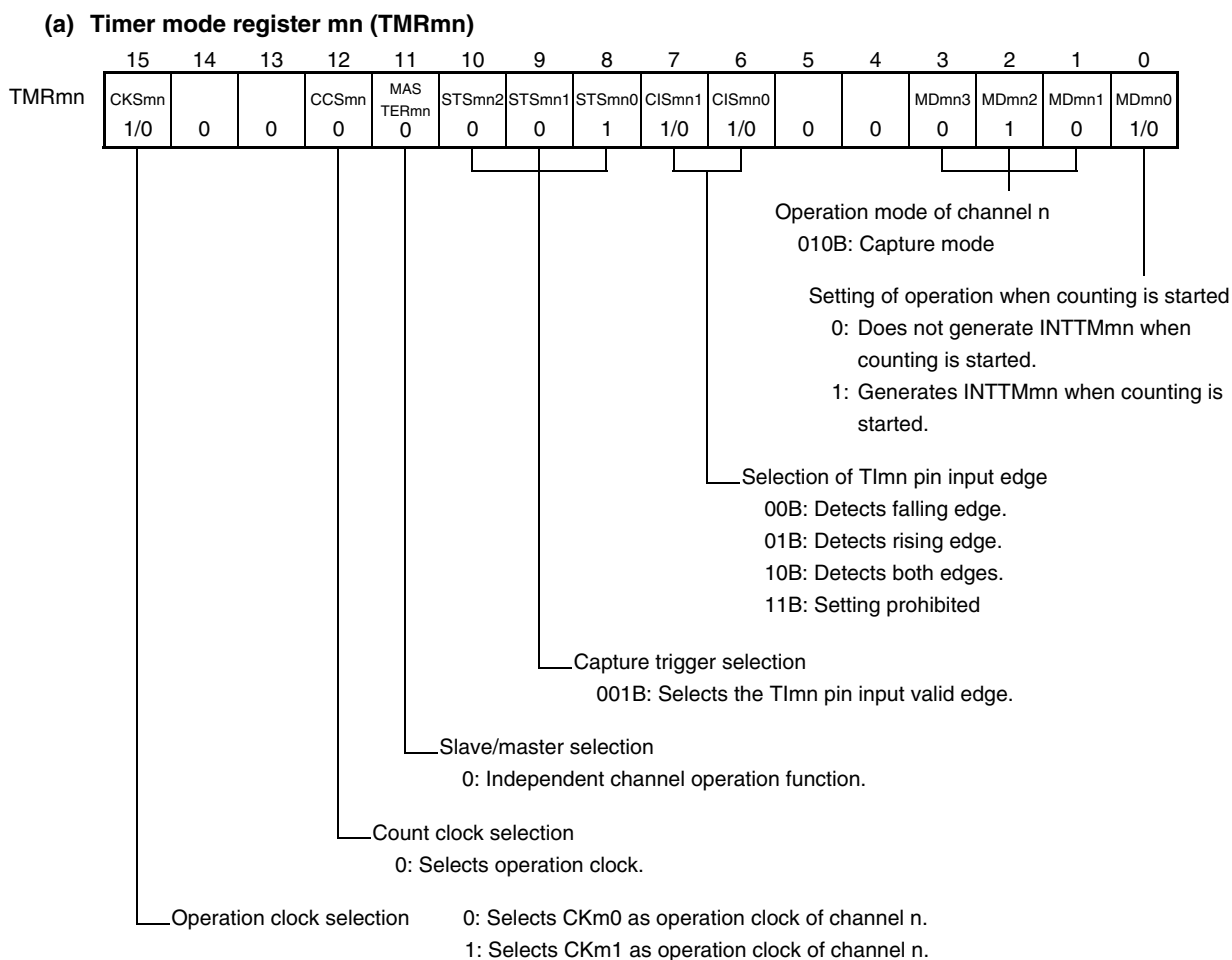 (a) Timer mode register mn (TMRmn)
15 14 13 12 11 10 9 8 7 6 5 4 3 2 1 0
TMRmn CKSmn CCSmn MAS TERmn STSmn2 STSmn1 STSmn0 CISmn1 CISmn0 MDmn3 MDmn2 MDmn1 MDmn0
1/0 0 0 0 0 0 0 1 1/0 1/0 0 0 0 1 0 1/0
Operation mode of channel n
010B: Capture mode
Setting of operation when counting is started
0: Does not generate INTTMmn when
counting is started.
1: Generates INTTMmn when counting is
started.
Selection of TImn pin input edge
00B: Detects falling edge.
01B: Detects rising edge.
10B: Detects both edges.
11B: Setting prohibited
Capture trigger selection
001B: Selects the TImn pin input valid edge.
Slave/master selection
0: Independent channel operation function.
Count clock selection
0: Selects operation clock.
Operation clock selection 0: Selects CKm0 as operation clock of channel n.
1: Selects CKm1 as operation clock of channel n.